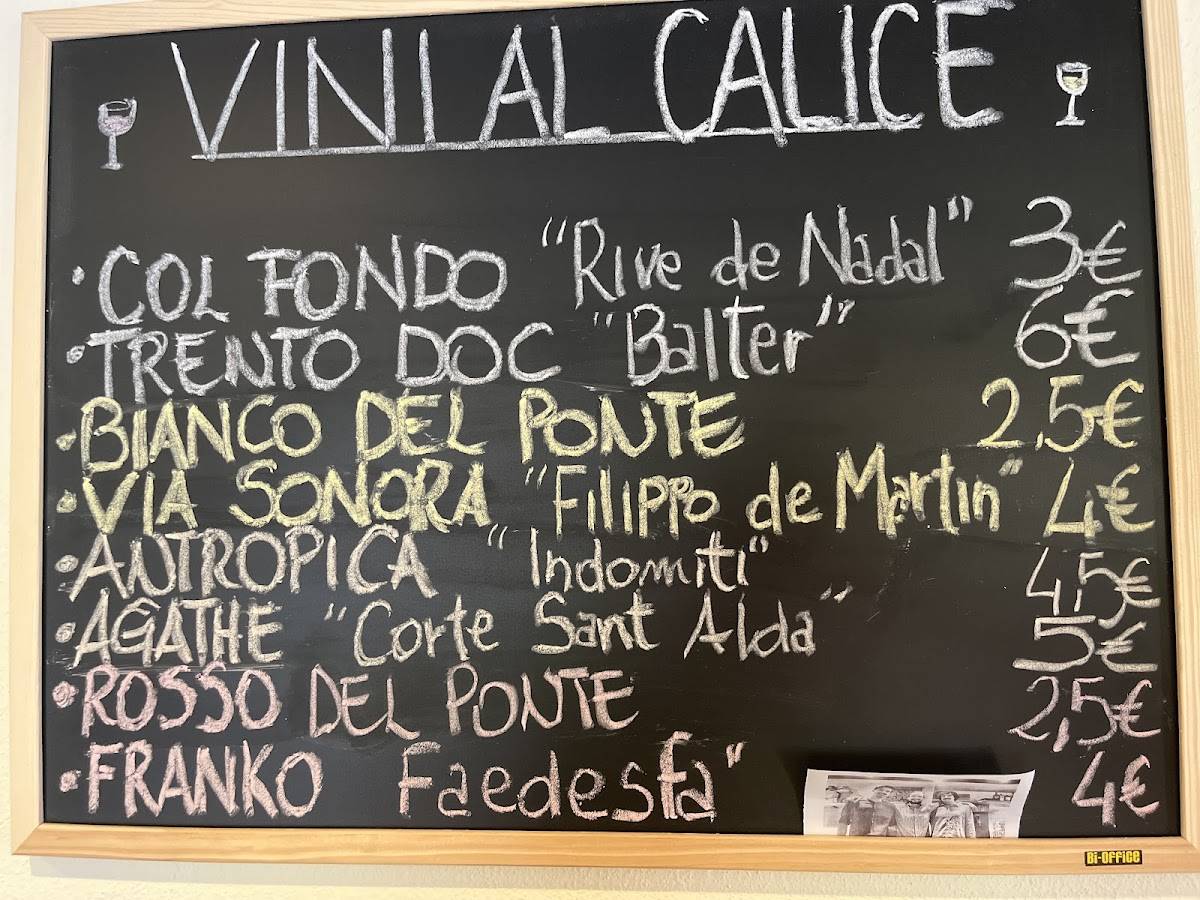 VINI AL CALICE
• COL FONDO "Rive de Nadal" 3€
• TRENTO DOC "Balter" 6€
• BIANCO DEL PONTE 2,5€
• VIA SONORA "Filippo de Martin" 4€
• ANTROPICA "Indomiti" 4,5€
• AGATHE "Corte Sant Alda" 5€
• ROSSO DEL PONTE 2,5€
• FRANKO Faedesfa" 4€
Bi-OFFiCE